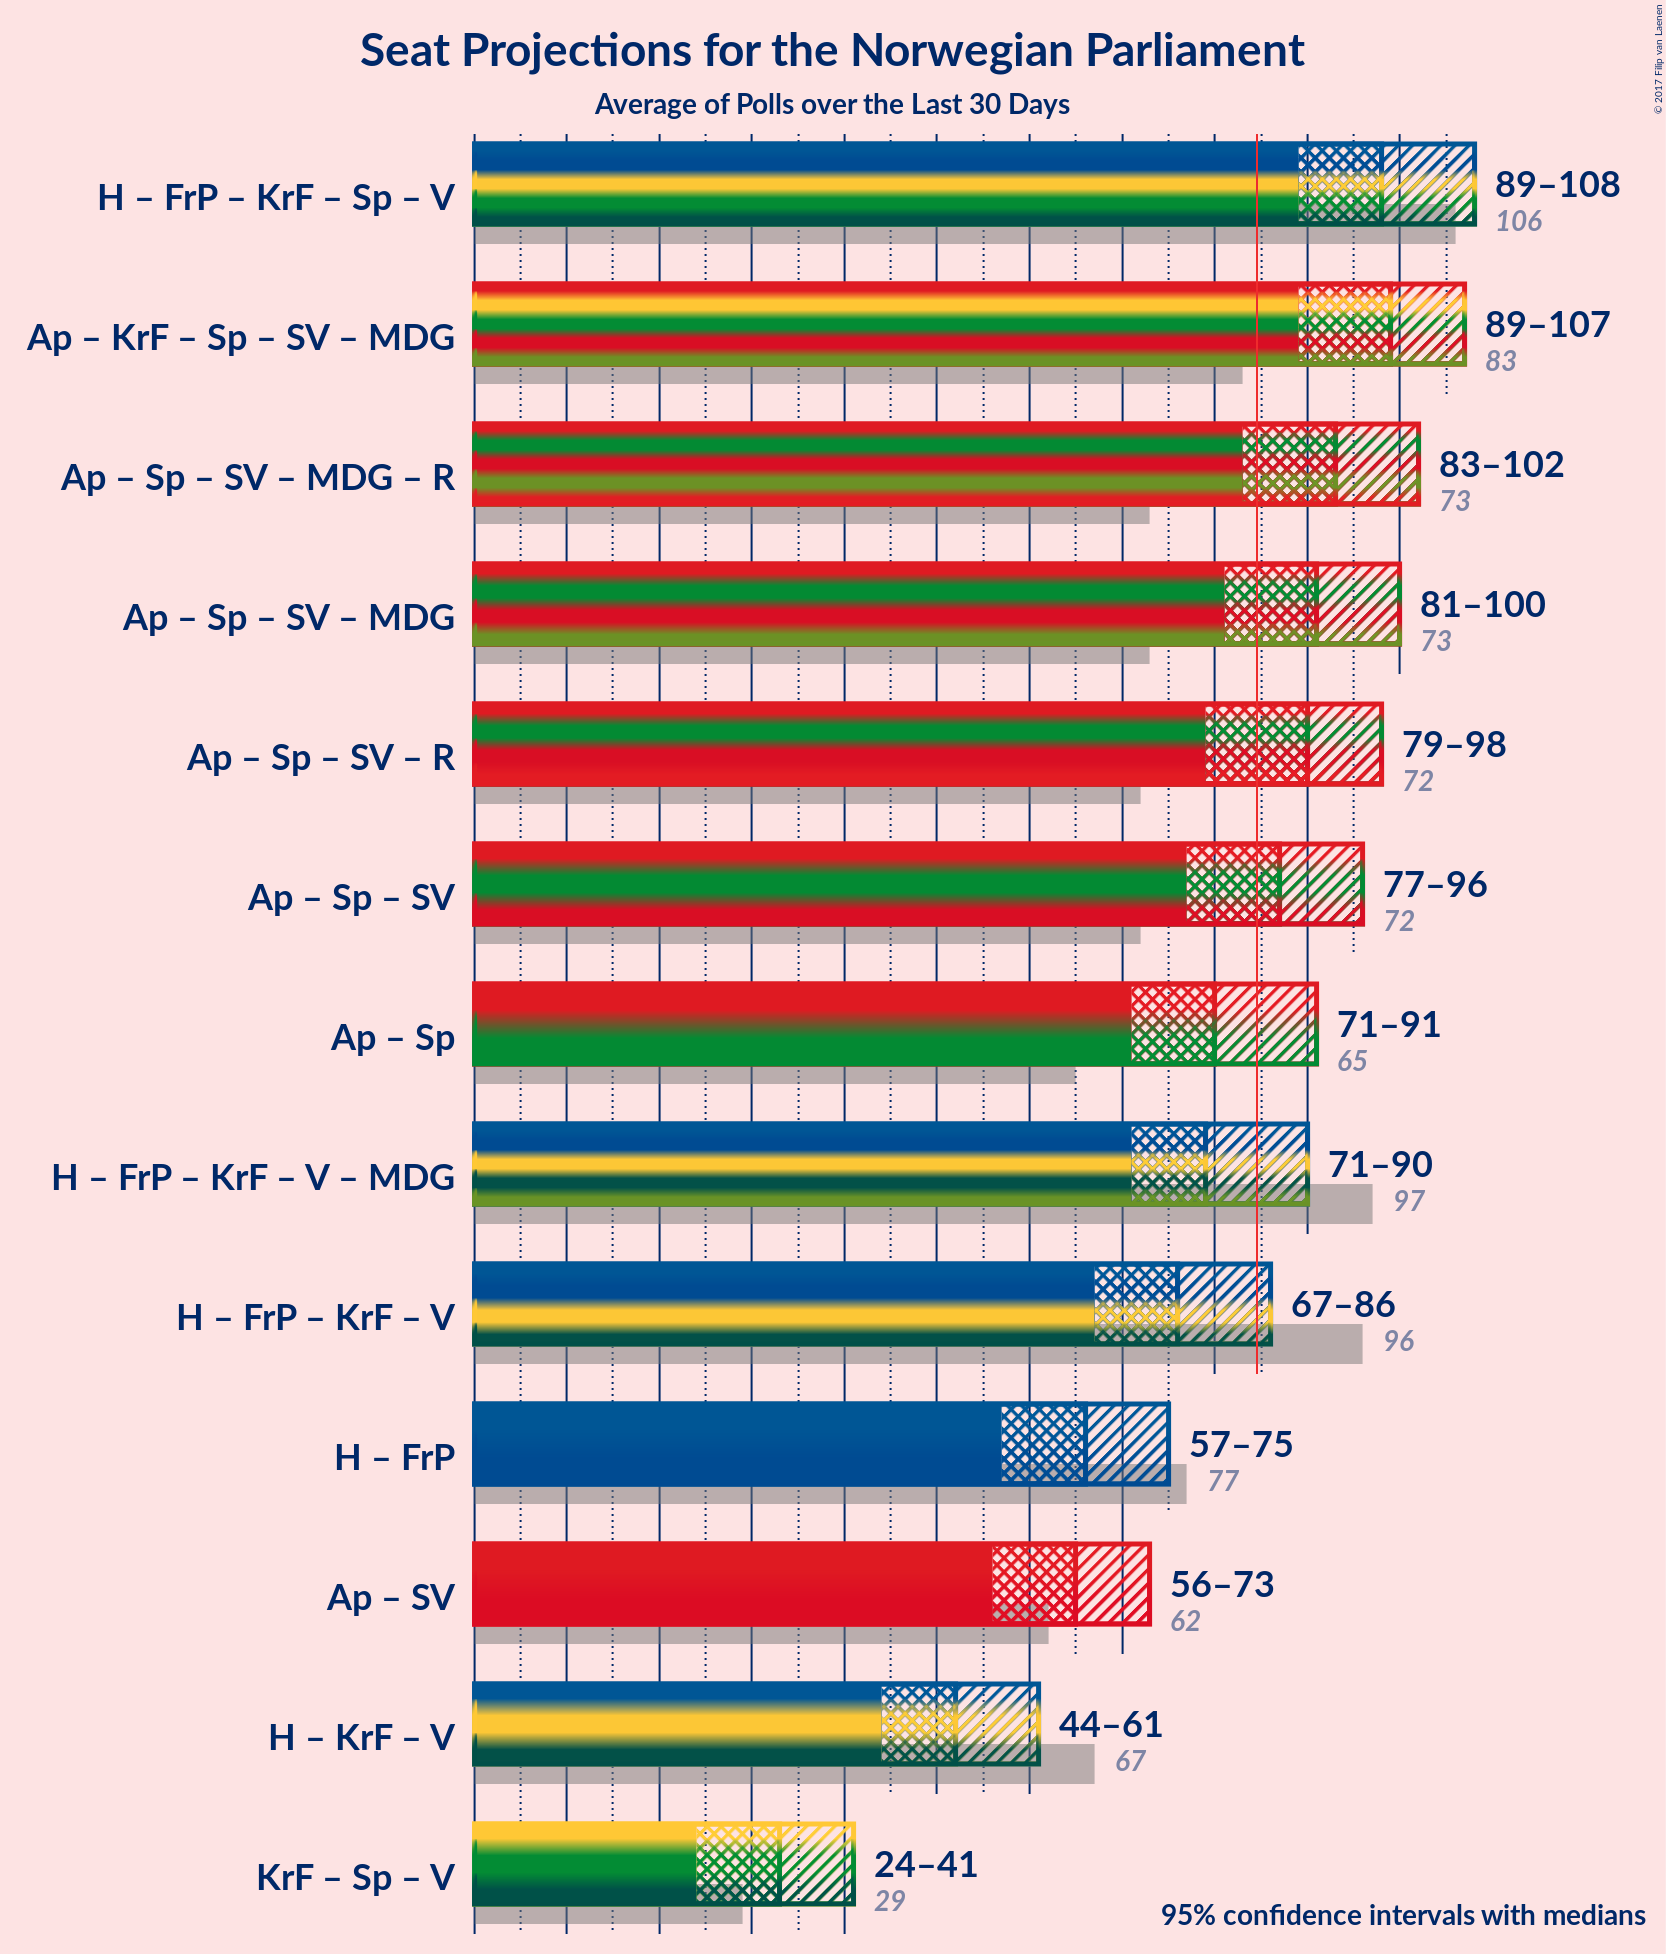 Seat Projections for the Norwegian Parliament
Average of Polls over the Last 30 Days
© 2017 Filip van Laenen
H – FrP – KrF – Sp – V
89–108
106
Ap – KrF – Sp – SV – MDG
89–107
83
Ap – Sp – SV – MDG – R
83–102
73
Ap – Sp – SV – MDG
81–100
73
Ap – Sp – SV – R
79–98
72
Ap – Sp – SV
77–96
72
Ap – Sp
71–91
65
H – FrP – KrF – V – MDG
71–90
97
H – FrP – KrF – V
67–86
96
H – FrP
57–75
77
Ap – SV
56–73
62
H – KrF – V
44–61
67
KrF – Sp – V
24–41
29
95% confidence intervals with medians